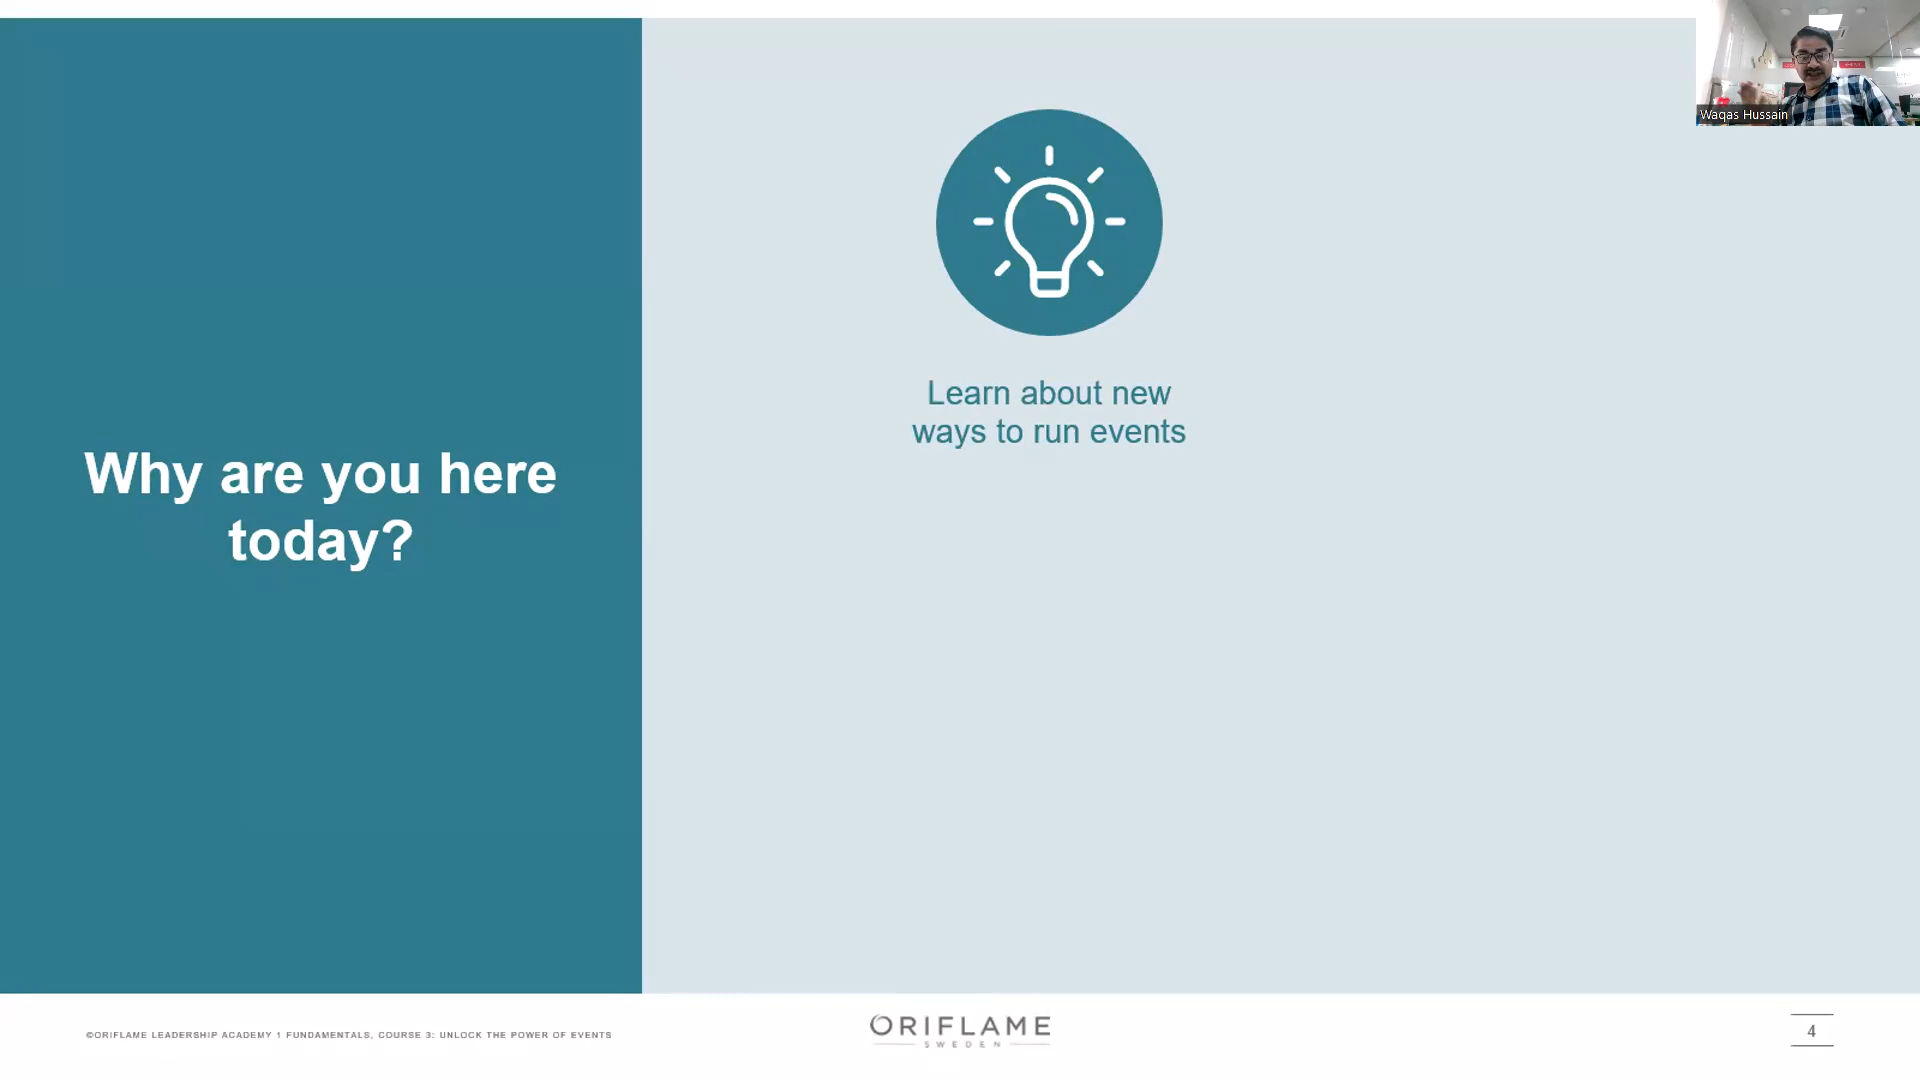 Waqas Hussain
Why are you here
today?
Learn about new
ways to run events
©ORIFLAME LEADERSHIP ACADEMY 1 FUNDAMENTALS, COURSE 3: UNLOCK THE POWER OF EVENTS
ORIFLAME
SWEDEN
4